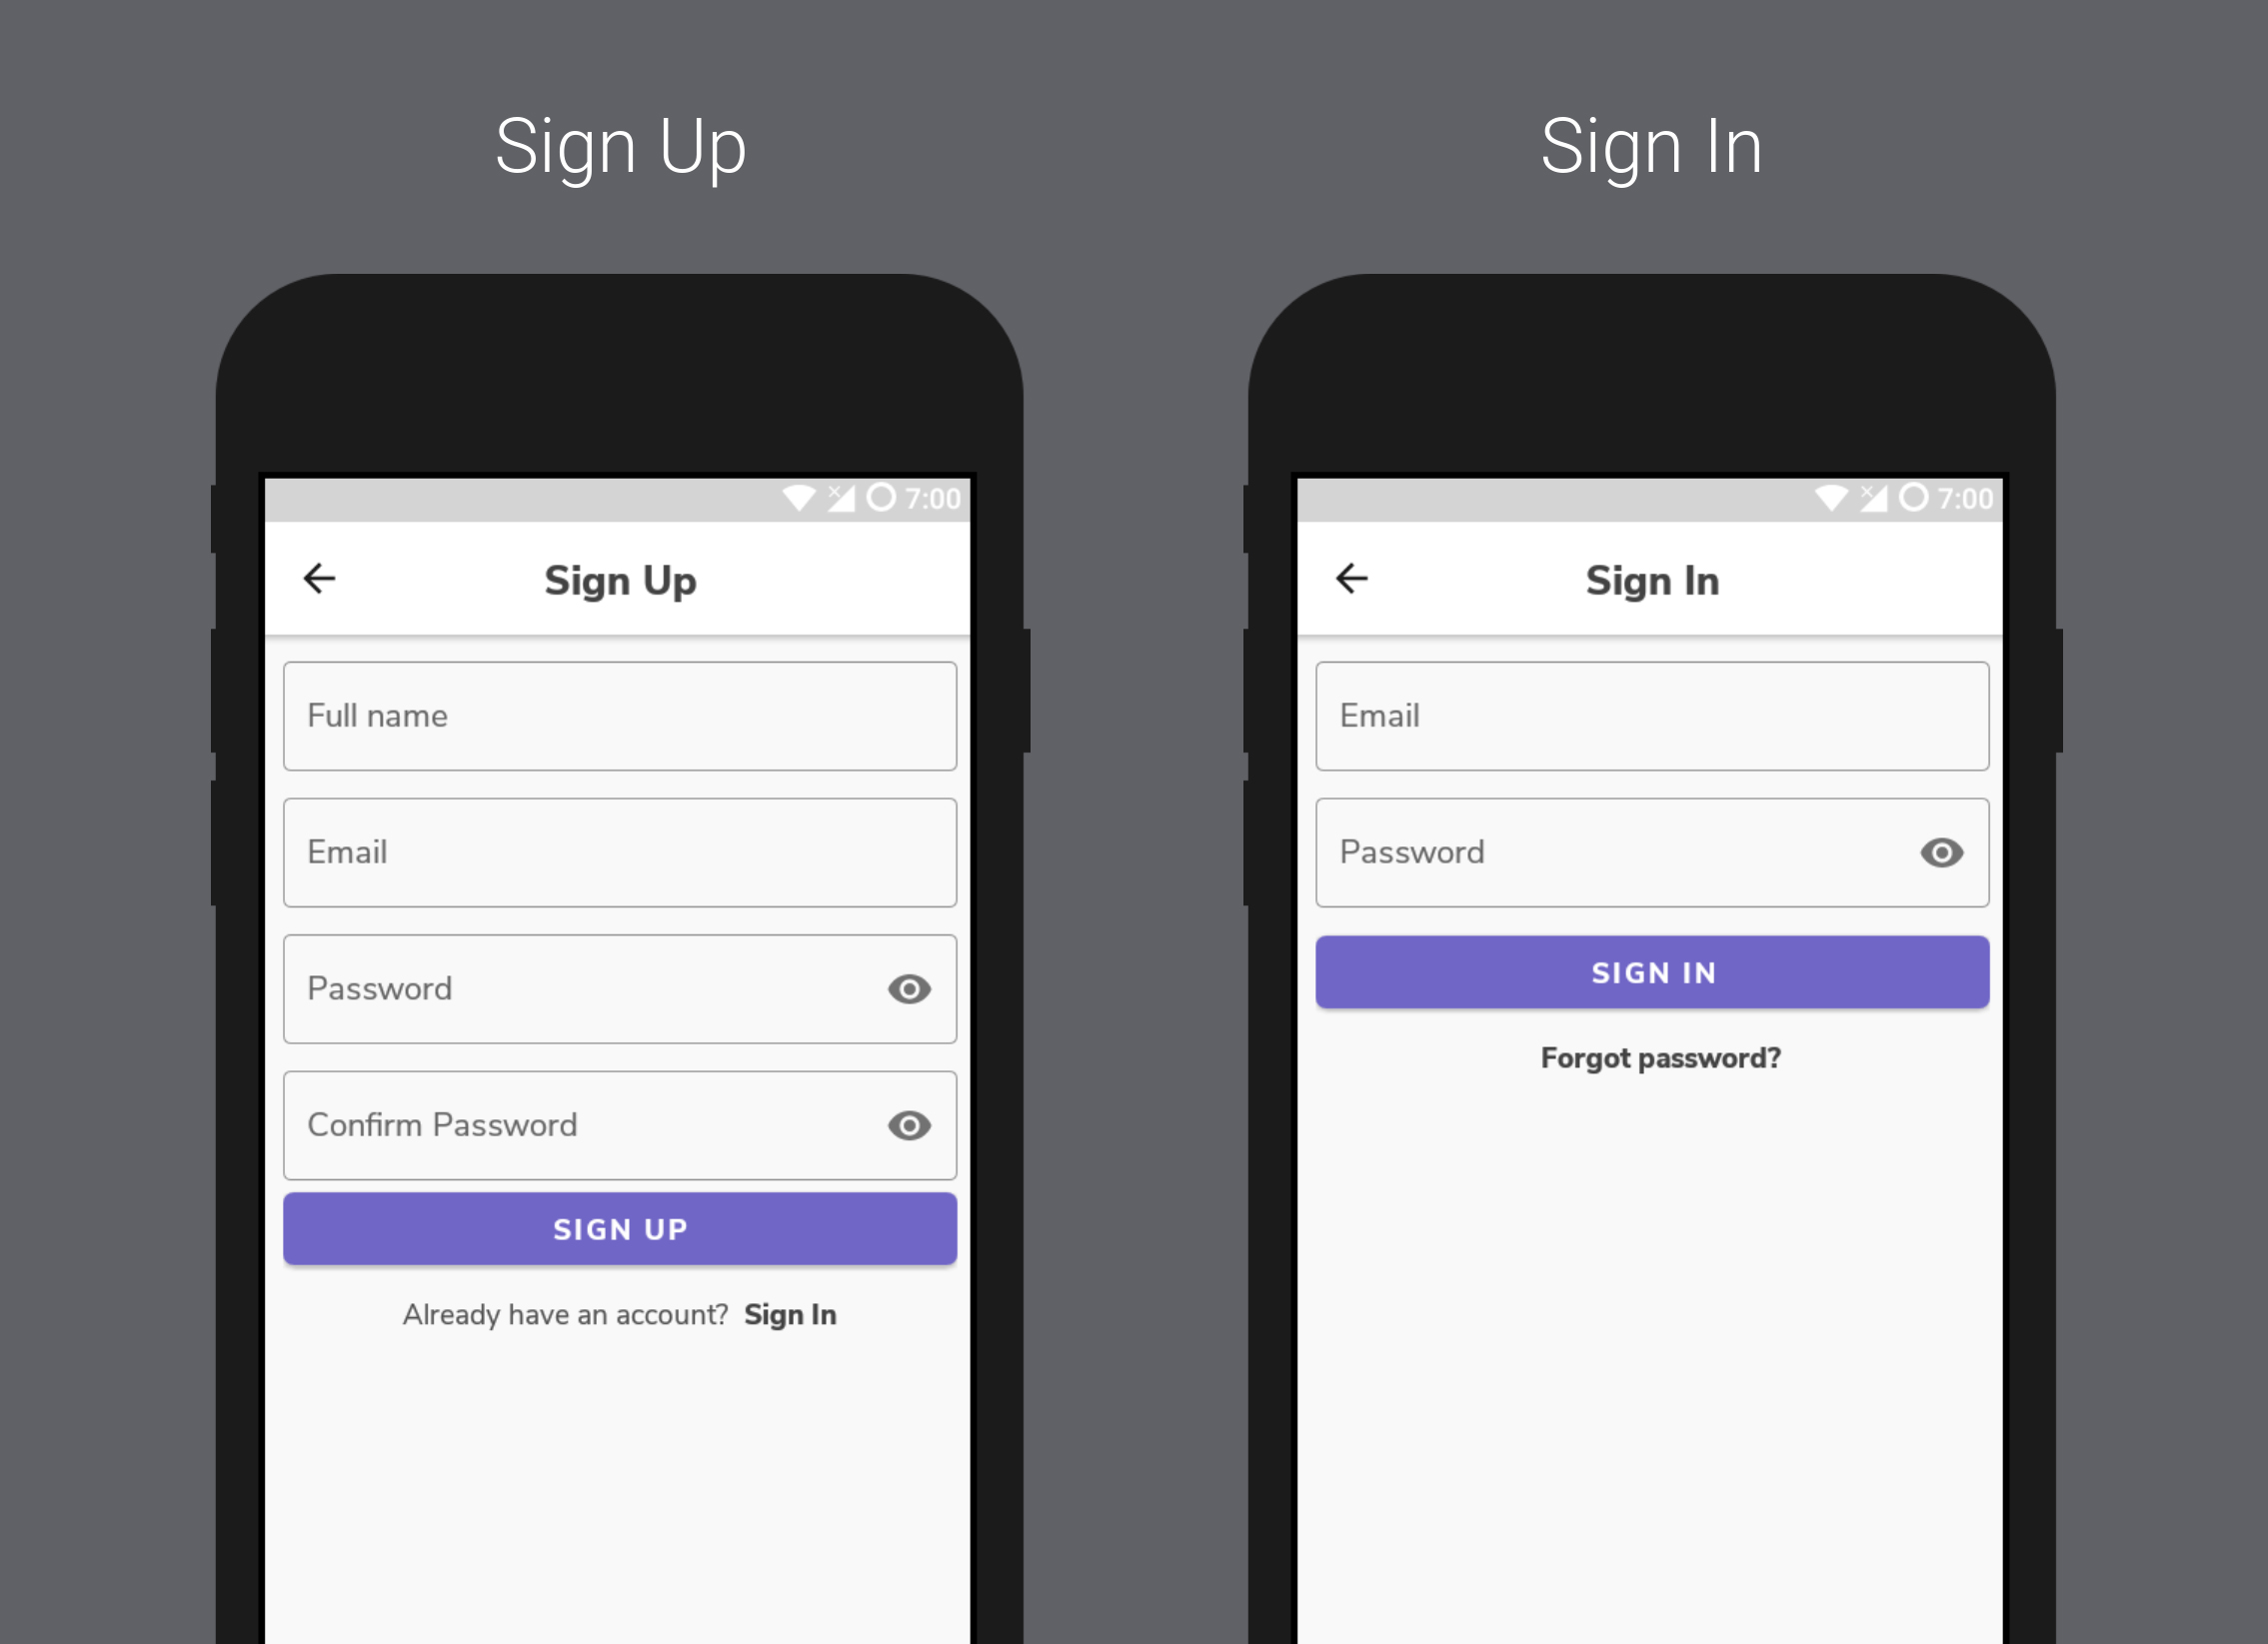 Sign Up
7:00
Sign Up
Full name
Email
Password
Confirm Password
SIGN UP
Already have an account? Sign In
Sign In
7:00
Sign In
Email
Password
SIGN IN
Forgot password?